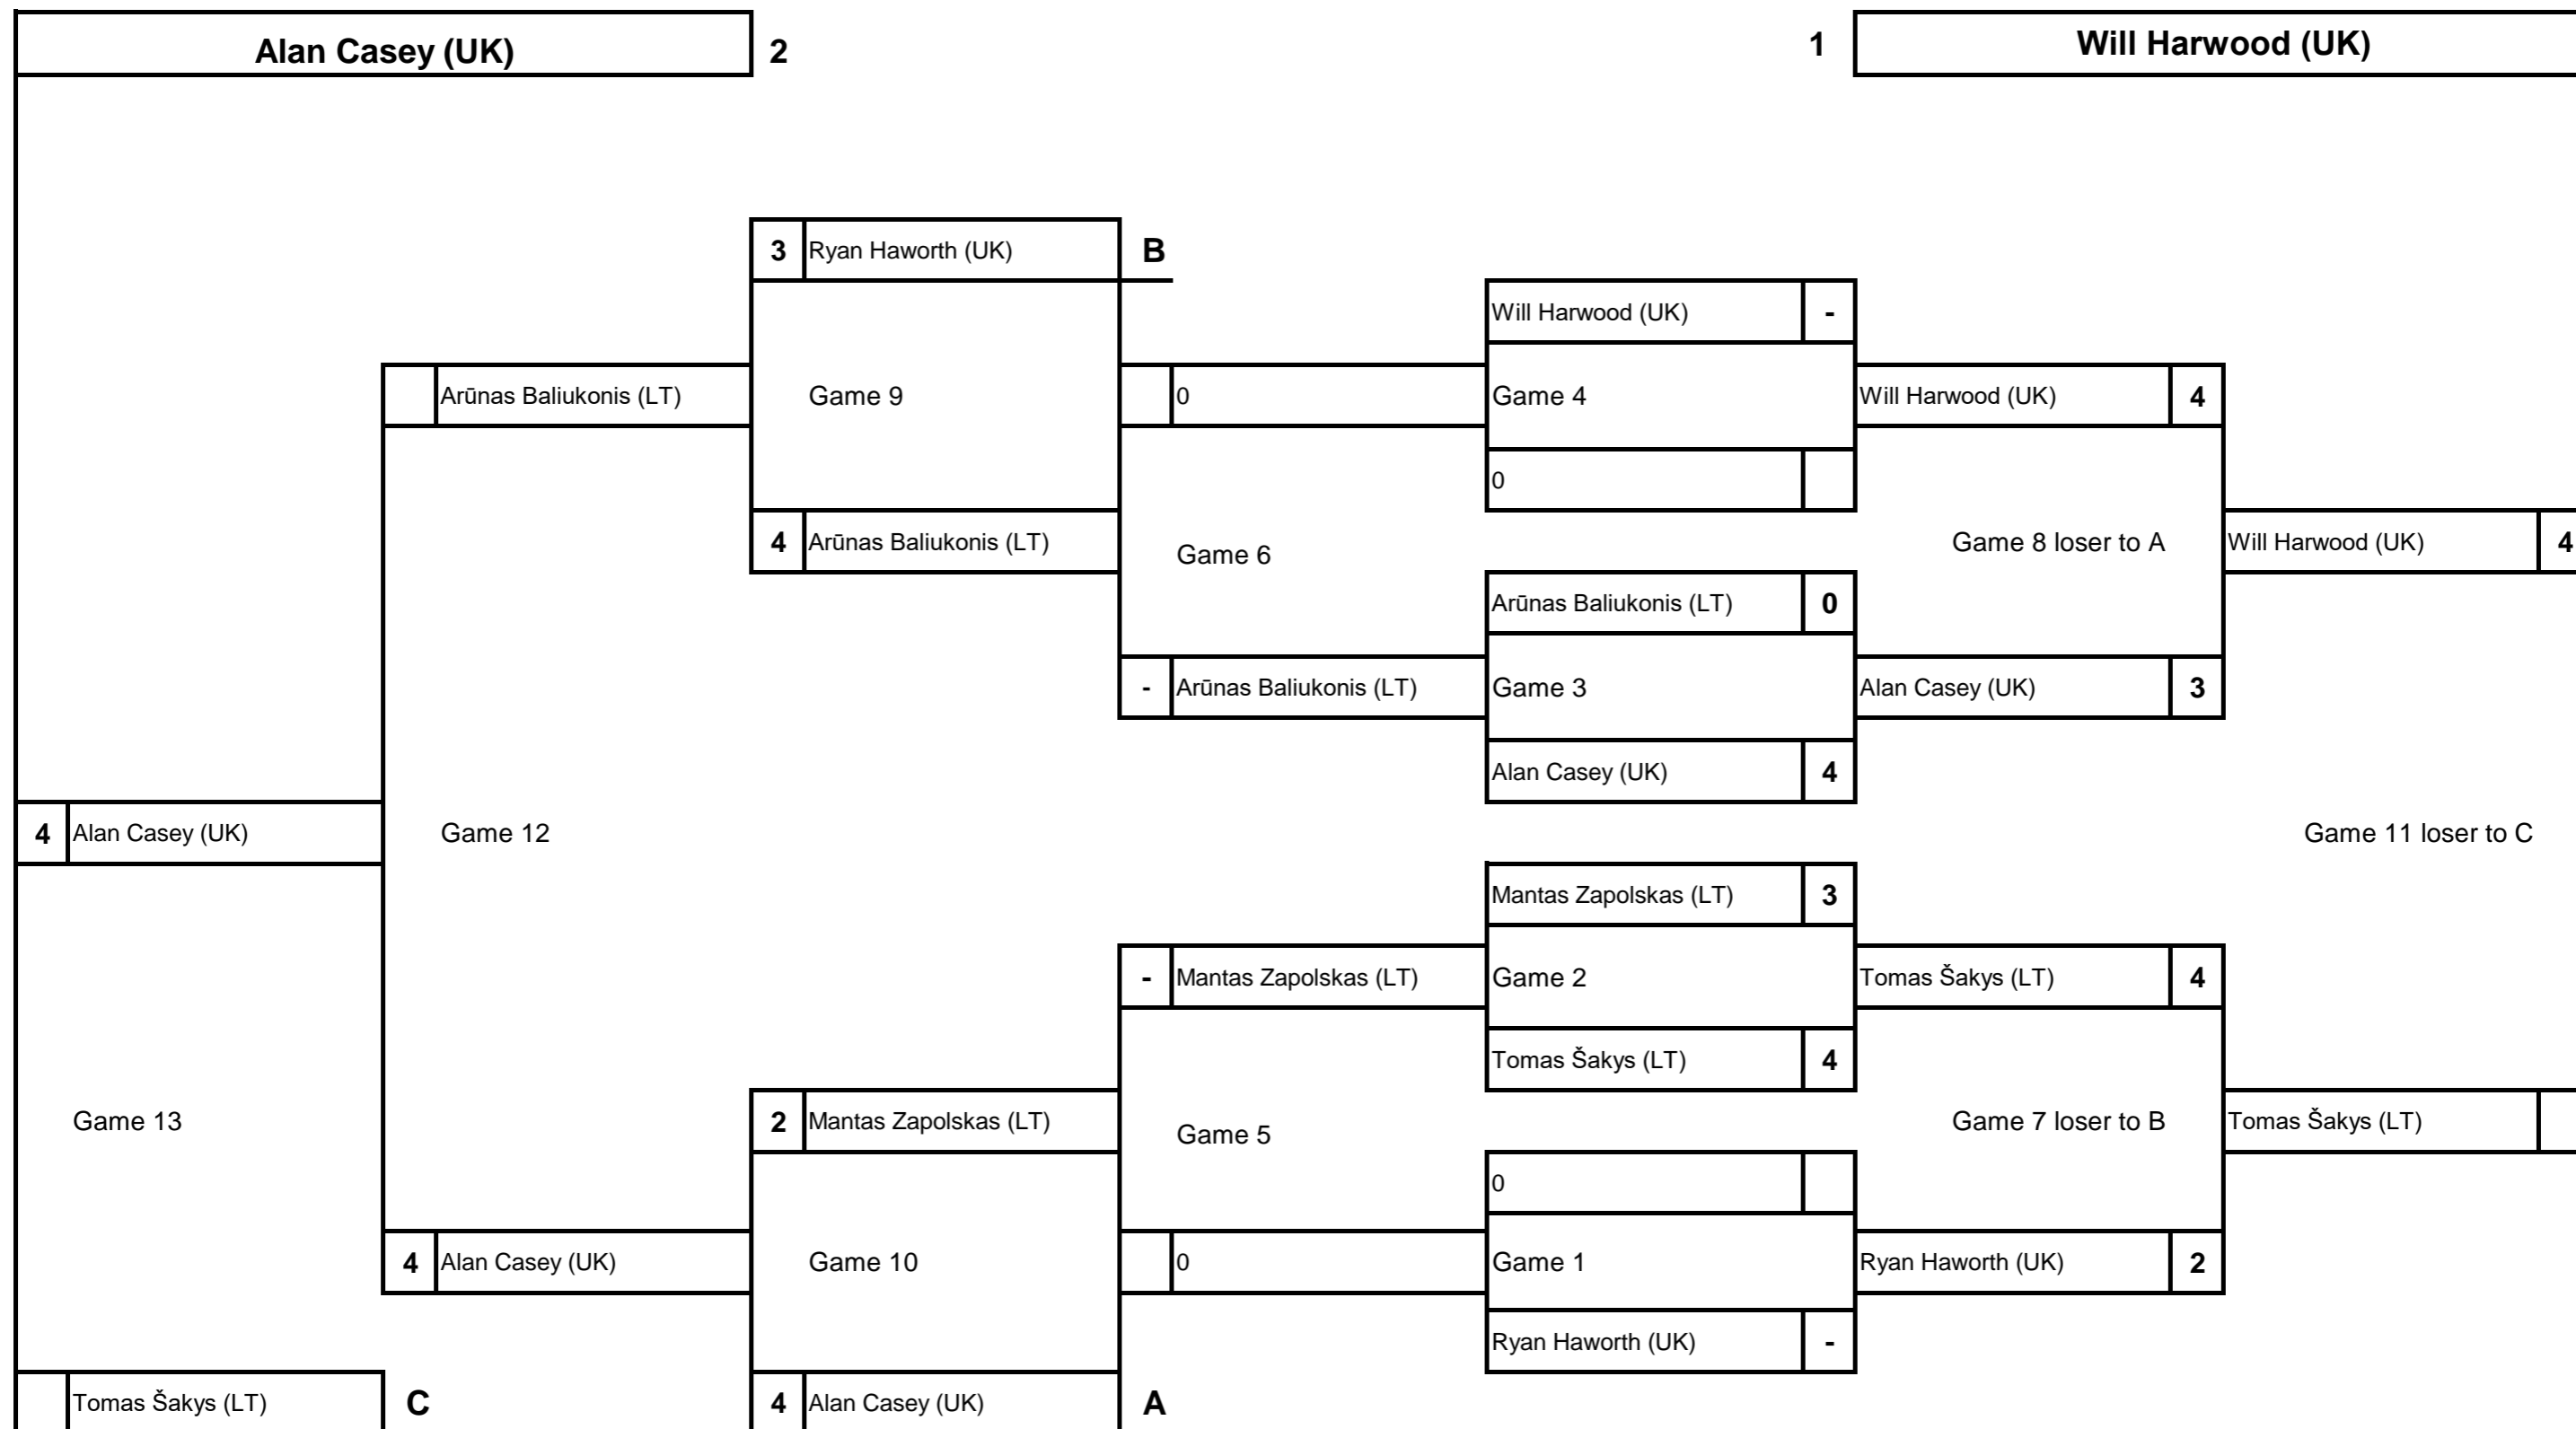 Alan Casey (UK) 2 1 Will Harwood (UK)
3 Ryan Haworth (UK) B
Will Harwood (UK) -
Arūnas Baliukonis (LT) Game 9 0 Game 4 Will Harwood (UK) 4
0
4 Arūnas Baliukonis (LT) Game 6 Game 8 loser to A Will Harwood (UK) 4
Arūnas Baliukonis (LT) 0
- Arūnas Baliukonis (LT) Game 3 Alan Casey (UK) 3
Alan Casey (UK) 4
4 Alan Casey (UK) Game 12 Game 11 loser to C
Mantas Zapolskas (LT) 3
- Mantas Zapolskas (LT) Game 2 Tomas Šakys (LT) 4
Tomas Šakys (LT) 4
Game 13 2 Mantas Zapolskas (LT) Game 5 Game 7 loser to B Tomas Šakys (LT)
0
4 Alan Casey (UK) Game 10 0 Game 1 Ryan Haworth (UK) 2
Ryan Haworth (UK) -
Tomas Šakys (LT) C 4 Alan Casey (UK) A